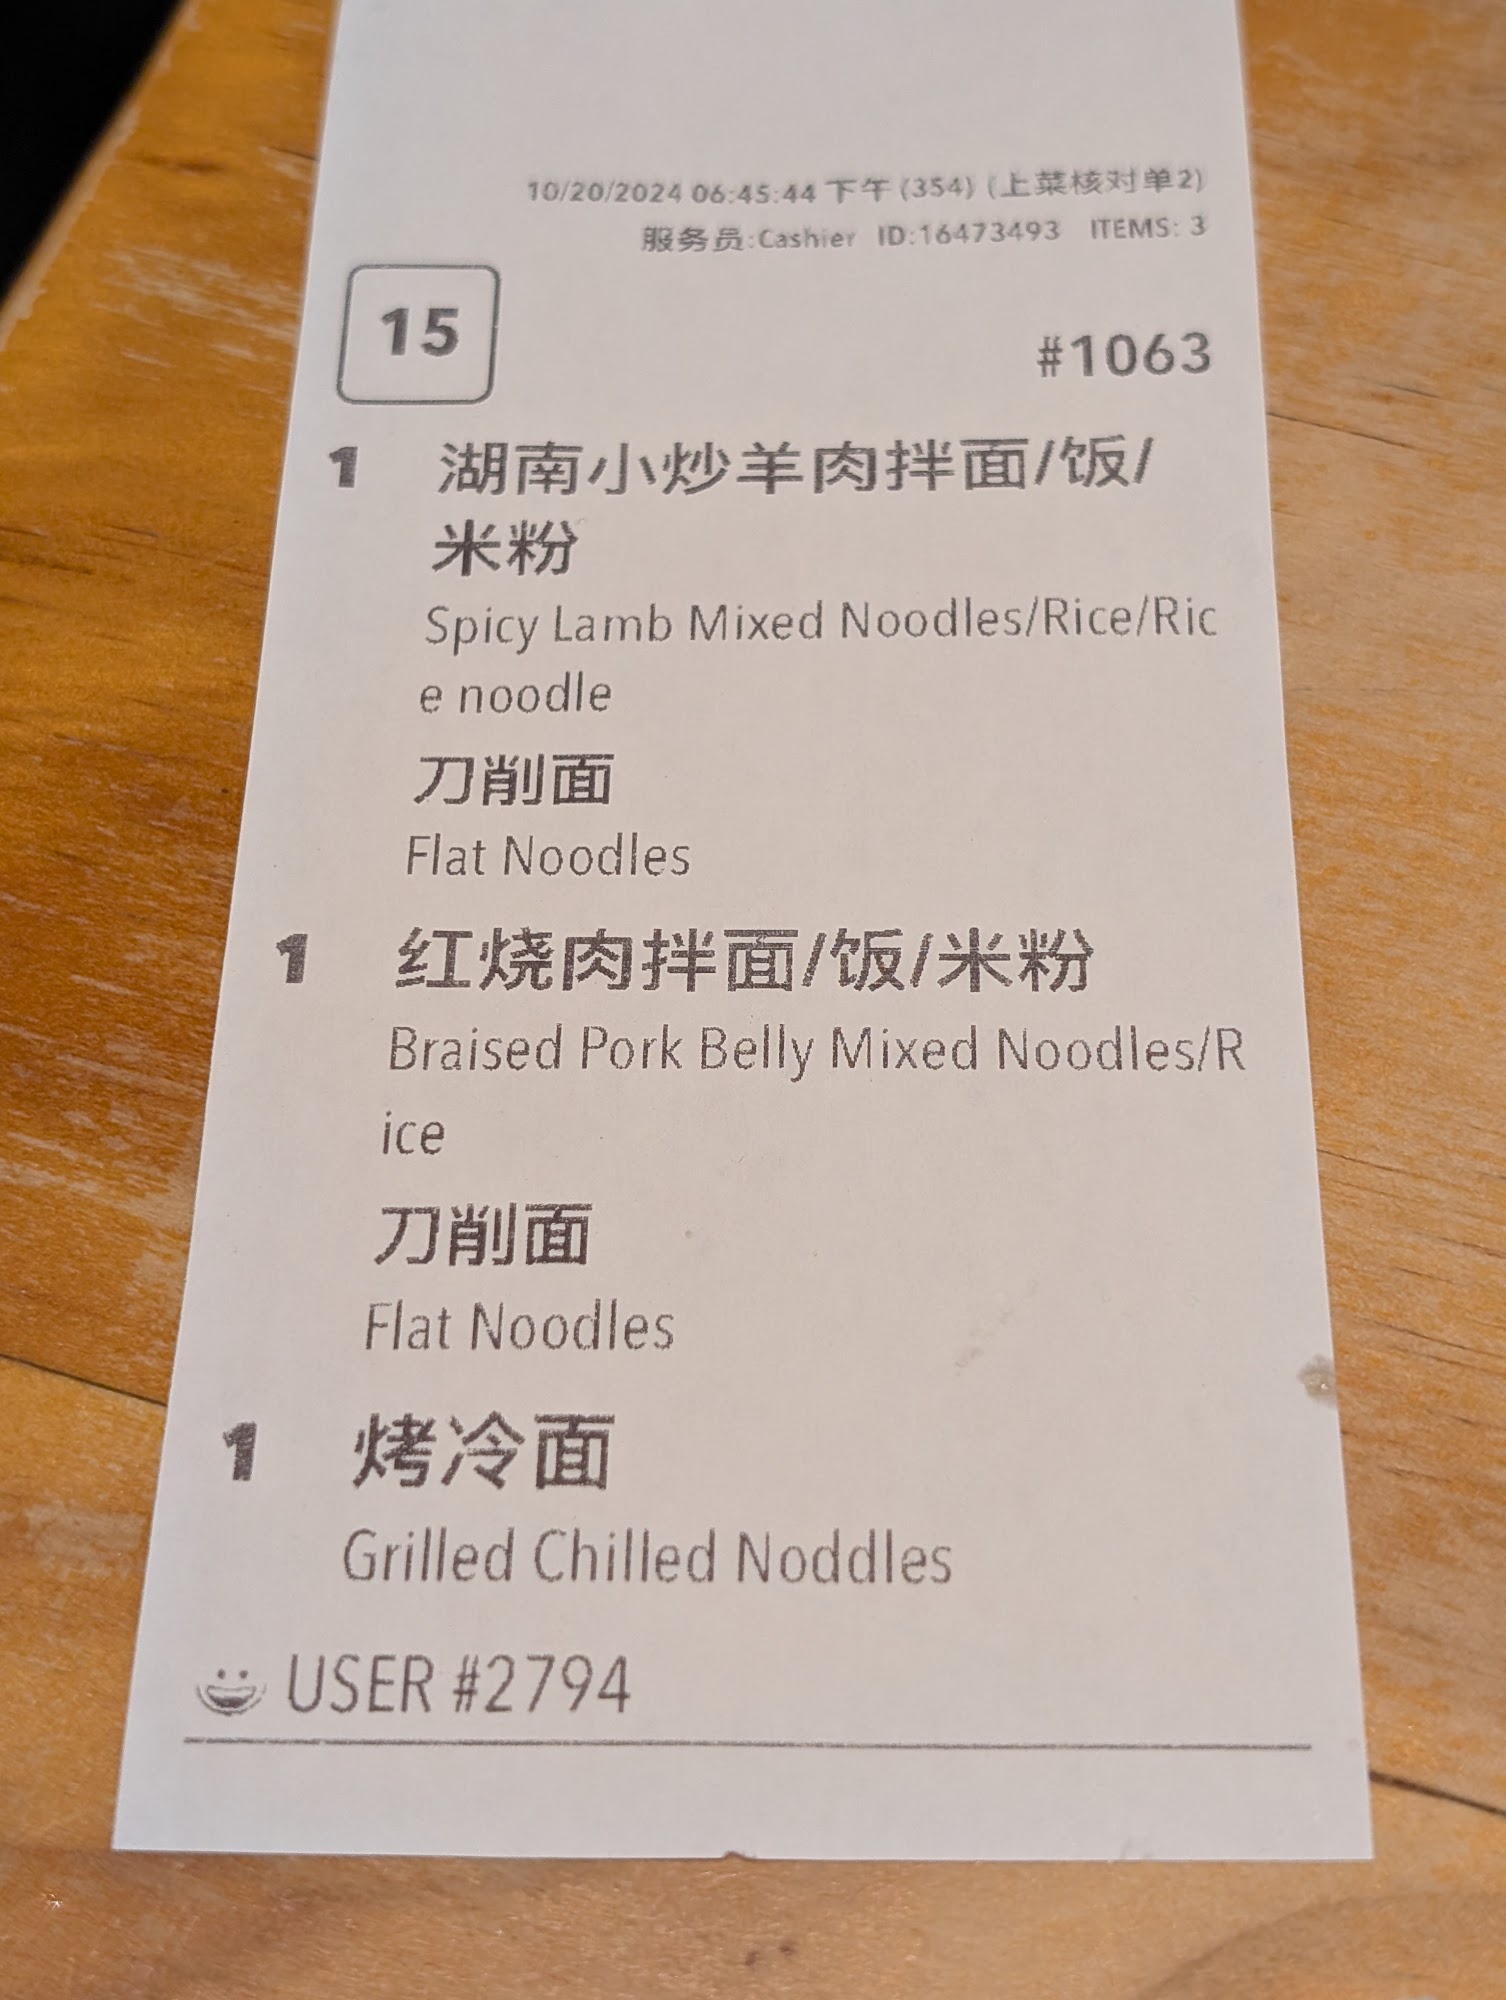 10/20/2024 06:45:44 下午 (354) (上菜核对单2)
服务员:Cashier ID:16473493 ITEMS: 3
15
#1063
1 湖南小炒羊肉拌面/饭/
米粉
Spicy Lamb Mixed Noodles/Rice/Ric
e noodle
刀削面
Flat Noodles
1 红烧肉拌面/饭/米粉
Braised Pork Belly Mixed Noodles/R
ice
刀削面
Flat Noodles
1 烤冷面
Grilled Chilled Noddles
USER #2794